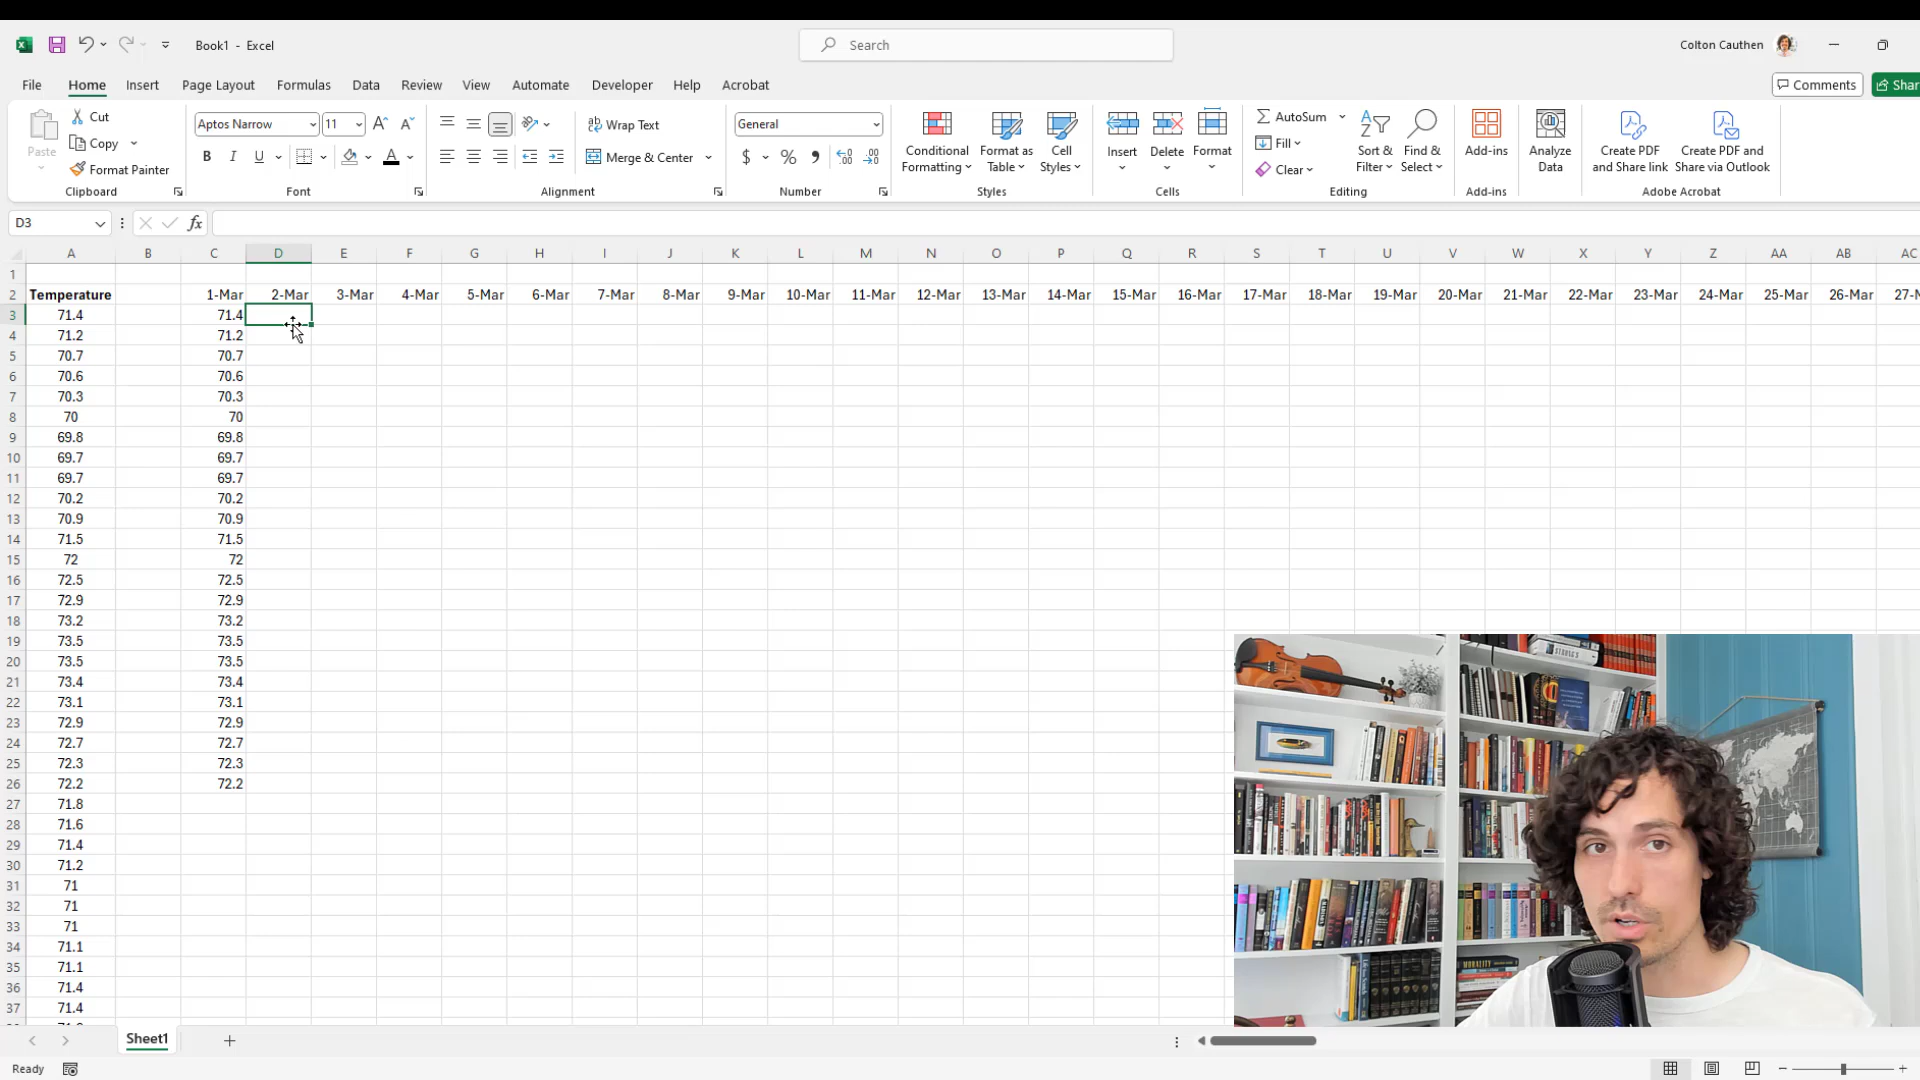 Book1 - Excel
Search
Colton Cauthen
File Home Insert Page Layout Formulas Data Review View Automate Developer Help Acrobat
Comments
Shar
Paste
Cut
Copy
Format Painter
Clipboard
Aptos Narrow 11
B I U
Font
Wrap Text
Merge & Center
Alignment
General
$ % ,
Number
Conditional Formatting
Format as Table
Cell Styles
Styles
Insert
Delete
Format
Cells
AutoSum
Fill
Clear
Sort & Filter
Find & Select
Editing
Add-ins
Add-ins
Analyze Data
Create PDF and Share link
Create PDF and Share via Outlook
Adobe Acrobat
D3
fx
A B C D E F G H I J K L M N O P Q R S T U V W X Y Z AA AB AC
1
2 Temperature 1-Mar 2-Mar 3-Mar 4-Mar 5-Mar 6-Mar 7-Mar 8-Mar 9-Mar 10-Mar 11-Mar 12-Mar 13-Mar 14-Mar 15-Mar 16-Mar 17-Mar 18-Mar 19-Mar 20-Mar 21-Mar 22-Mar 23-Mar 24-Mar 25-Mar 26-Mar 27-M
3 71.4 71.4
4 71.2 71.2
5 70.7 70.7
6 70.6 70.6
7 70.3 70.3
8 70 70
9 69.8 69.8
10 69.7 69.7
11 69.7 69.7
12 70.2 70.2
13 70.9 70.9
14 71.5 71.5
15 72 72
16 72.5 72.5
17 72.9 72.9
18 73.2 73.2
19 73.5 73.5
20 73.5 73.5
21 73.4 73.4
22 73.1 73.1
23 72.9 72.9
24 72.7 72.7
25 72.3 72.3
26 72.2 72.2
27 71.8
28 71.6
29 71.4
30 71.2
31 71
32 71
33 71
34 71.1
35 71.1
36 71.4
37 71.4
Sheet1
Ready